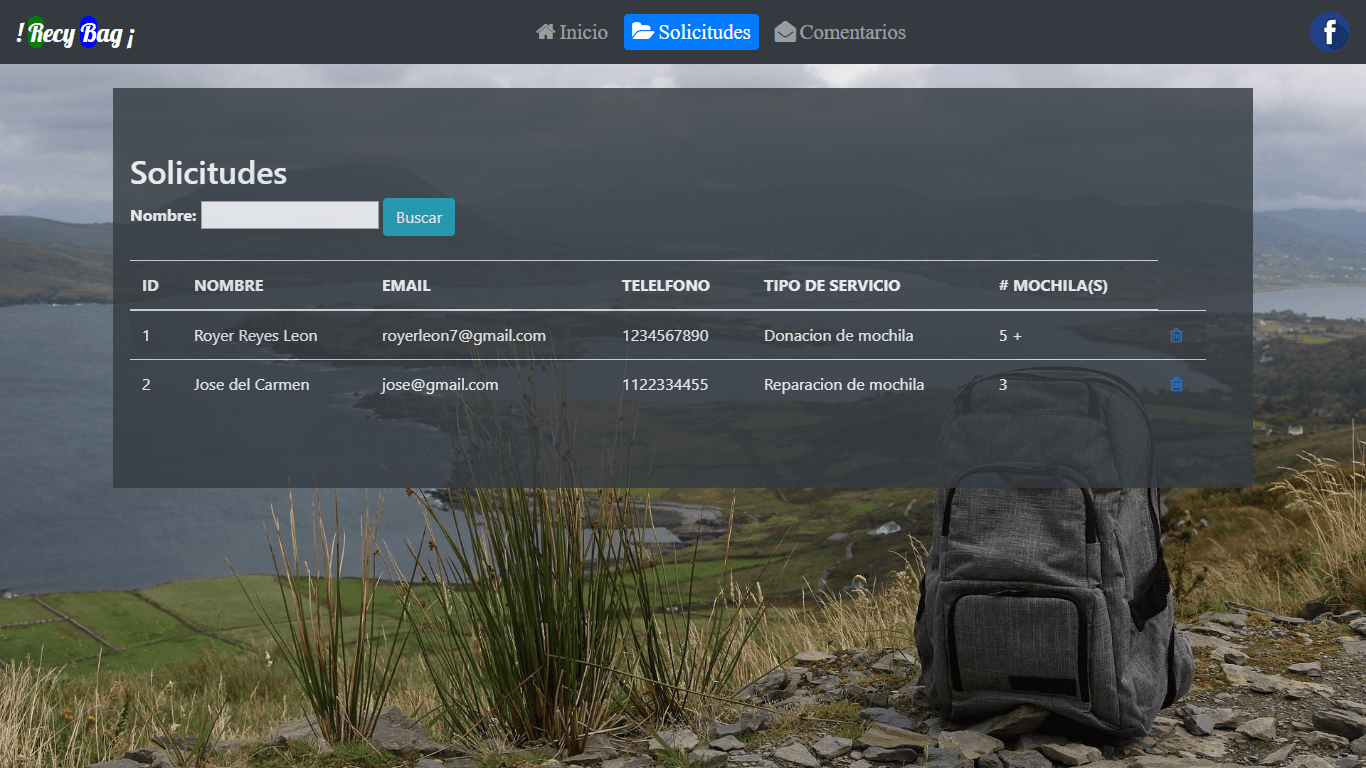 ! Recy Bag ¡ Inicio Solicitudes Comentarios f
Solicitudes
Nombre: Buscar
ID NOMBRE EMAIL TELELFONO TIPO DE SERVICIO # MOCHILA(S)
1 Royer Reyes Leon royerleon7@gmail.com 1234567890 Donacion de mochila 5 +
2 Jose del Carmen jose@gmail.com 1122334455 Reparacion de mochila 3